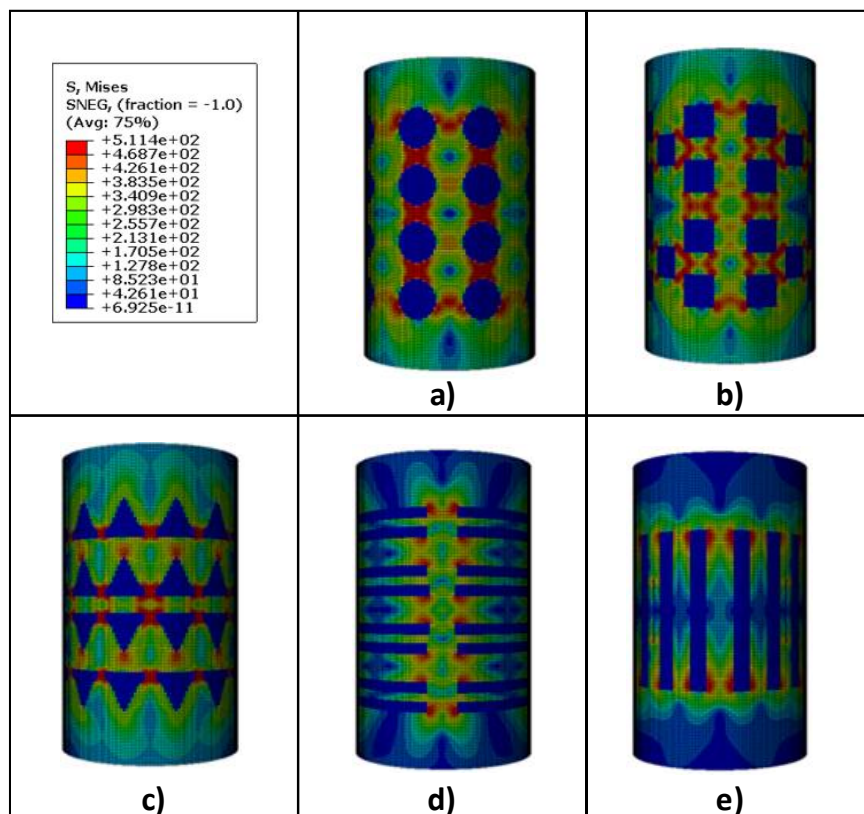 S, Mises
SNEG, (fraction = -1.0)
(Avg: 75%)
+5.114e+02
+4.687e+02
+4.261e+02
+3.835e+02
+3.409e+02
+2.983e+02
+2.557e+02
+2.131e+02
+1.705e+02
+1.278e+02
+8.523e+01
+4.261e+01
+6.925e-11
a)
b)
c)
d)
e)